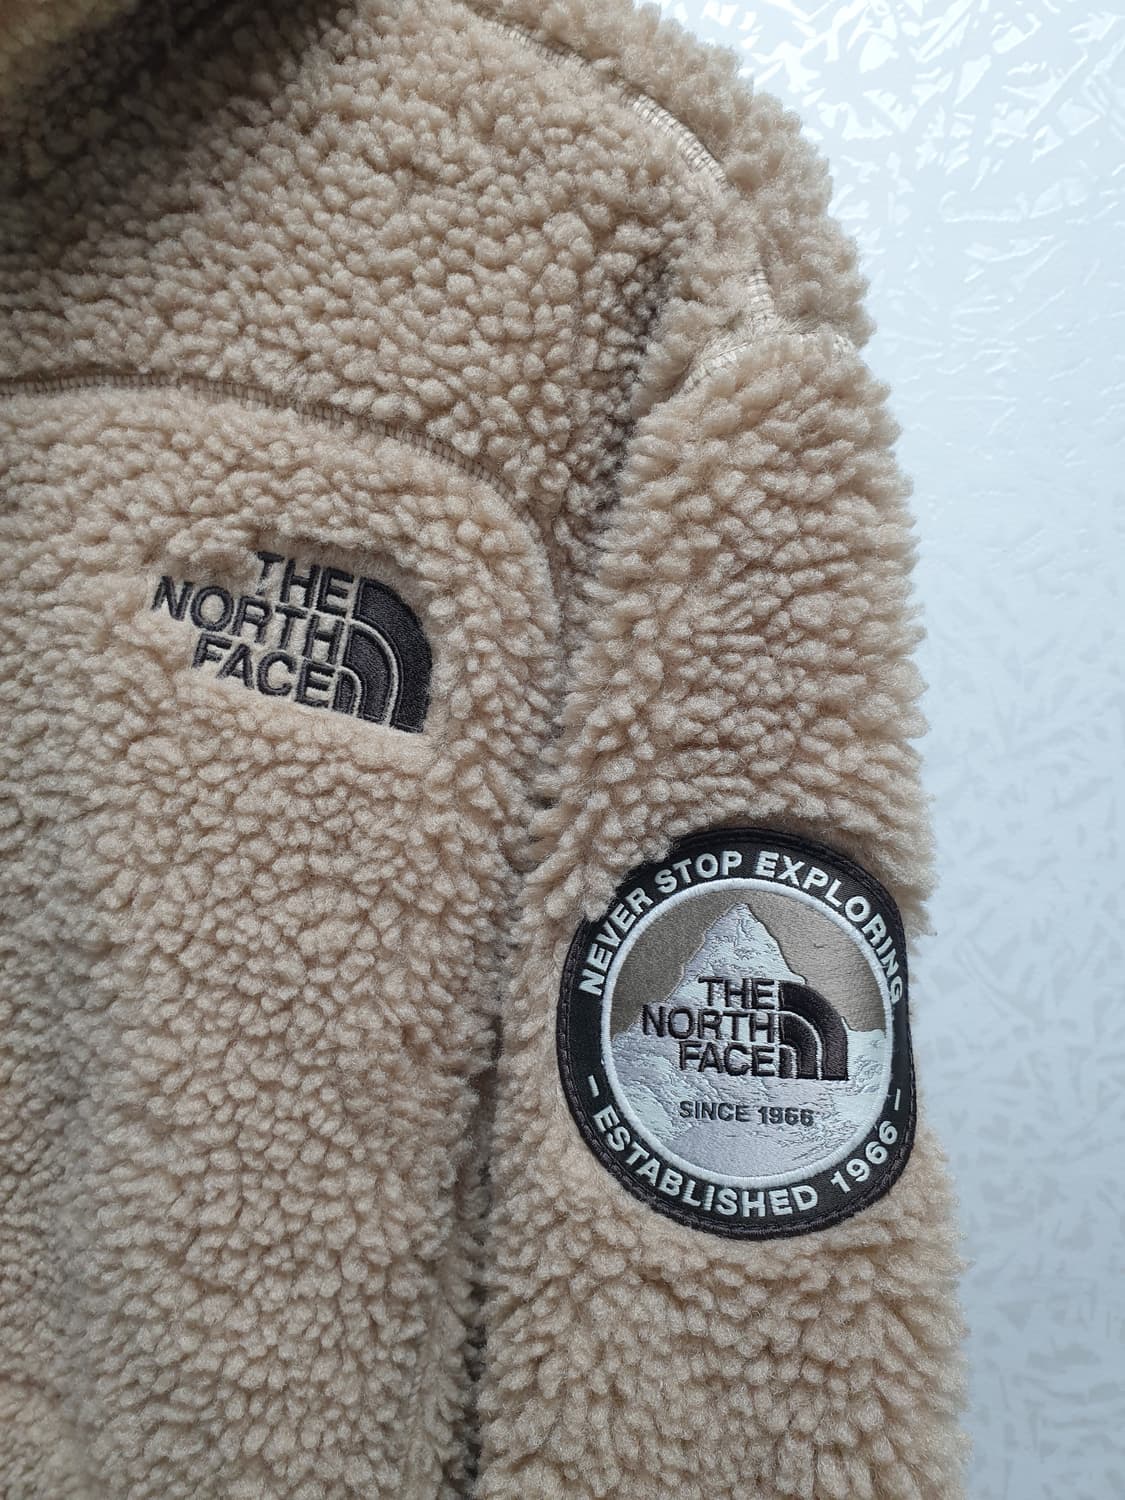 THE
NORTH
FACE
NEVER STOP EXPLORING
THE
NORTH
FACE
SINCE 1966
- ESTABLISHED 1966 -